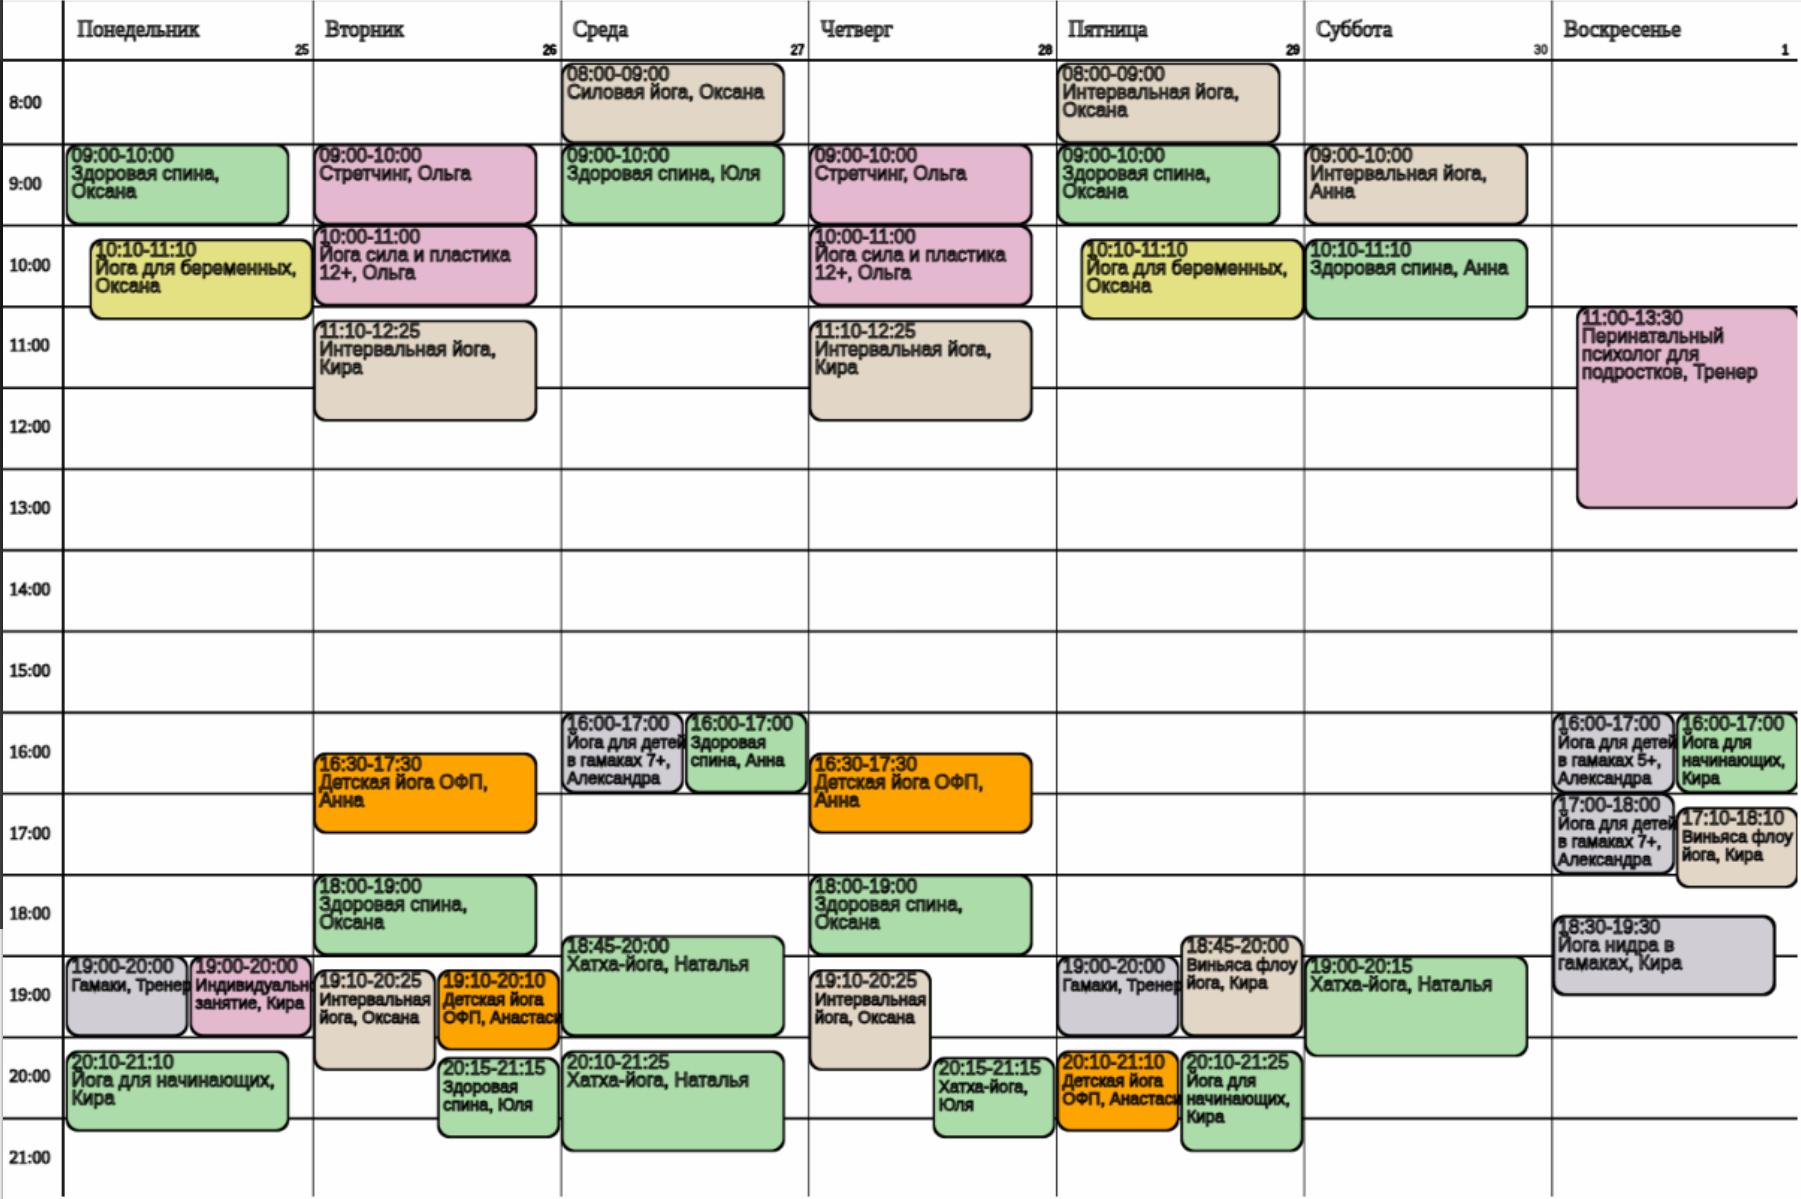 Понедельник
25
Вторник
26
Среда
27
Четверг
28
Пятница
29
Суббота
30
Воскресенье
1
8:00
08:00-09:00
Силовая йога, Оксана
08:00-09:00
Интервальная йога,
Оксана
9:00
09:00-10:00
Здоровая спина,
Оксана
09:00-10:00
Стретчинг, Ольга
09:00-10:00
Здоровая спина, Юля
09:00-10:00
Стретчинг, Ольга
09:00-10:00
Здоровая спина,
Оксана
09:00-10:00
Интервальная йога,
Анна
10:00
10:10-11:10
Йога для беременных,
Оксана
10:00-11:00
Йога сила и пластика
12+, Ольга
10:00-11:00
Йога сила и пластика
12+, Ольга
10:10-11:10
Йога для беременных,
Оксана
10:10-11:10
Здоровая спина, Анна
11:00
11:10-12:25
Интервальная йога,
Кира
11:10-12:25
Интервальная йога,
Кира
11:00-13:30
Перинатальный
психолог для
подростков, Тренер
12:00
13:00
14:00
15:00
16:00
16:30-17:30
Детская йога ОФП,
Анна
16:00-17:00
Йога для детей
в гамаках 7+,
Александра
16:00-17:00
Здоровая
спина, Анна
16:30-17:30
Детская йога ОФП,
Анна
16:00-17:00
Йога для детей
в гамаках 5+,
Александра
16:00-17:00
Йога для
начинающих,
Кира
17:00
17:00-18:00
Йога для детей
в гамаках 7+,
Александра
17:10-18:10
Виньяса флоу
йога, Кира
18:00
18:00-19:00
Здоровая спина,
Оксана
18:45-20:00
Хатха-йога, Наталья
18:00-19:00
Здоровая спина,
Оксана
18:45-20:00
Виньяса флоу
йога, Кира
18:30-19:30
Йога нидра в
гамаках, Кира
19:00
19:00-20:00
Гамаки, Тренер
19:00-20:00
Индивидуальн
занятие, Кира
19:10-20:25
Интервальная
йога, Оксана
19:10-20:10
Детская йога
ОФП, Анастаси
19:10-20:25
Интервальная
йога, Оксана
19:00-20:00
Гамаки, Тренер
19:00-20:15
Хатха-йога, Наталья
20:00
20:10-21:10
Йога для начинающих,
Кира
20:15-21:15
Здоровая
спина, Юля
20:10-21:25
Хатха-йога, Наталья
20:15-21:15
Хатха-йога,
Юля
20:10-21:10
Детская йога
ОФП, Анастаси
20:10-21:25
Йога для
начинающих,
Кира
21:00